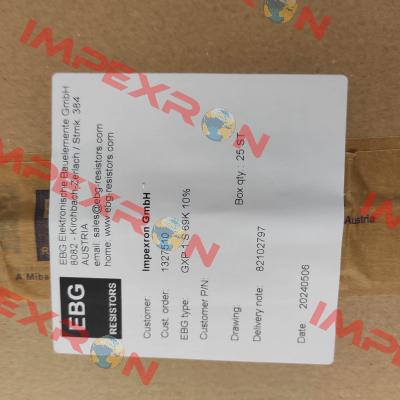 EBG
RESISTORS
EBG Elektronische Bauelemente GmbH
8082 - Kirchbach-Zerlach / Stmk. 384
AUSTRIA
email: sales@ebg-resistors.com
home: www.ebg-resistors.com
Customer: Impexron GmbH
Cust. order: 1327510
EBG type: GXP 1 S 69K 10%
Customer P/N:
Drawing: Box qty : 25 ST
Delivery note 82102797
Date: 20240506
A Miba
Austria
IMPEXRON
IMPEXRON
IMPEXRON